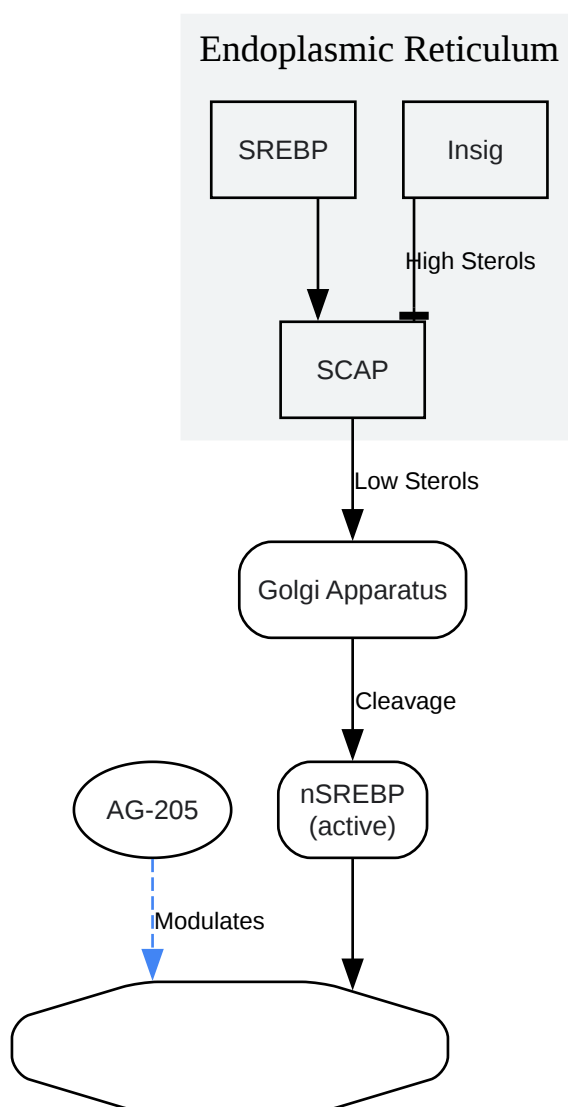 Endoplasmic Reticulum
SREBP
Insig
High Sterols
SCAP
Low Sterols
Golgi Apparatus
Cleavage
AG-205
nSREBP
(active)
Modulates